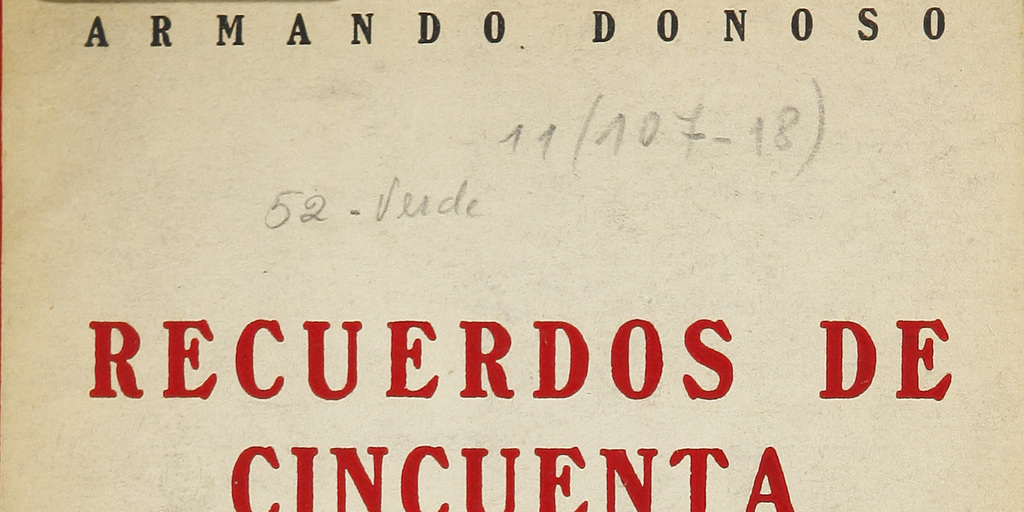 ARMANDO DONOSO
11 (107-18)
52 - Verde
RECUERDOS DE
CINCUENTA